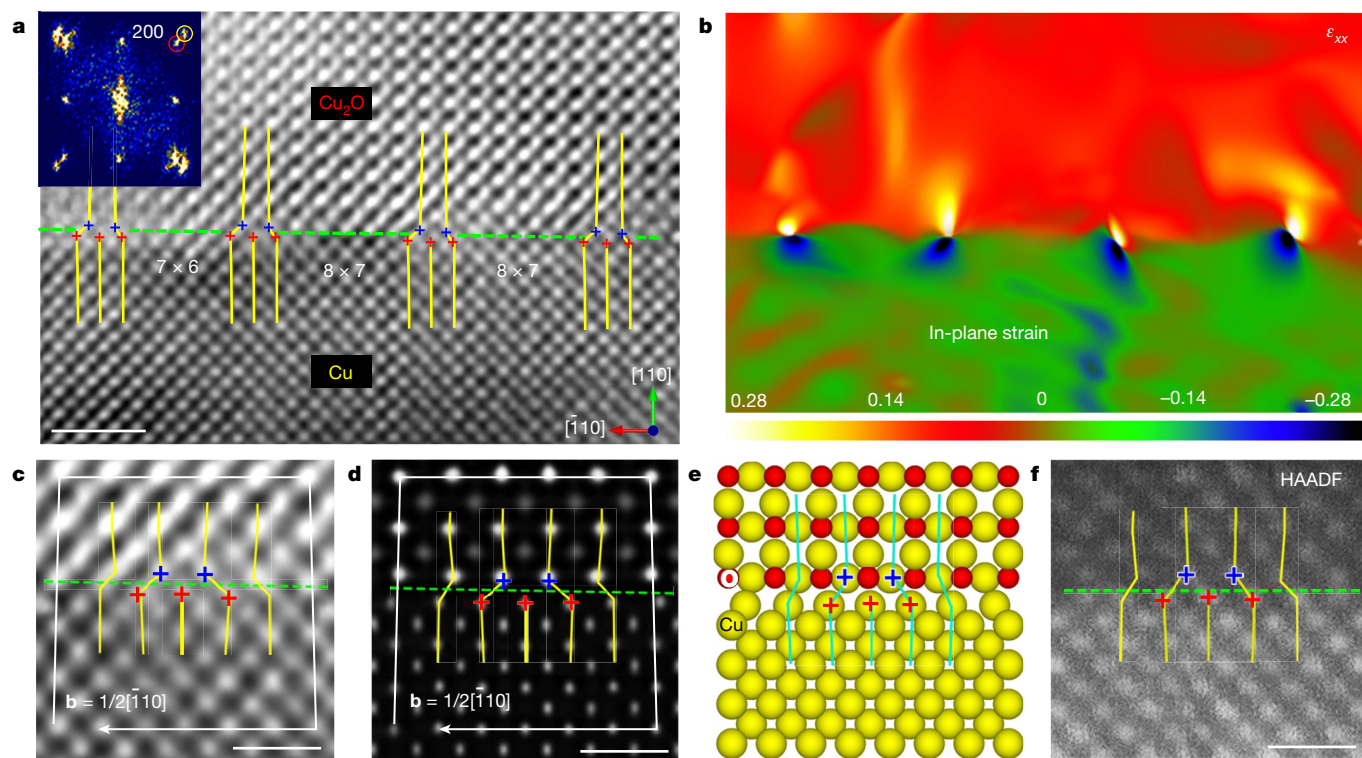 a
200
Cu₂O
7 × 6
8 × 7
8 × 7
Cu
[110]
[1̄10]
b
εxx
In-plane strain
0.28
0.14
0
−0.14
−0.28
c
b = 1/2[1̄10]
d
b = 1/2[1̄10]
e
O
Cu
f
HAADF